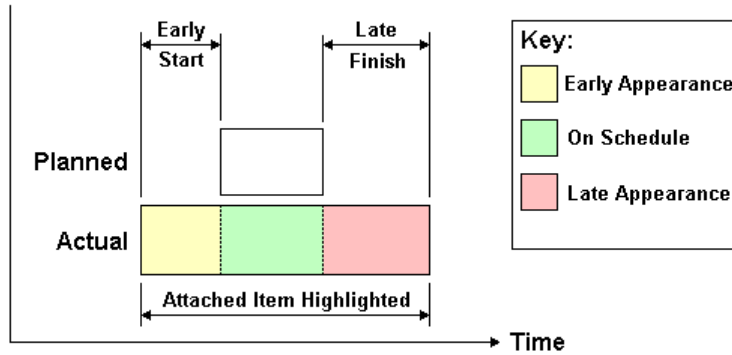 Early
Start
Late
Finish
Key:
Early Appearance
On Schedule
Late Appearance
Planned
Actual
Attached Item Highlighted
Time